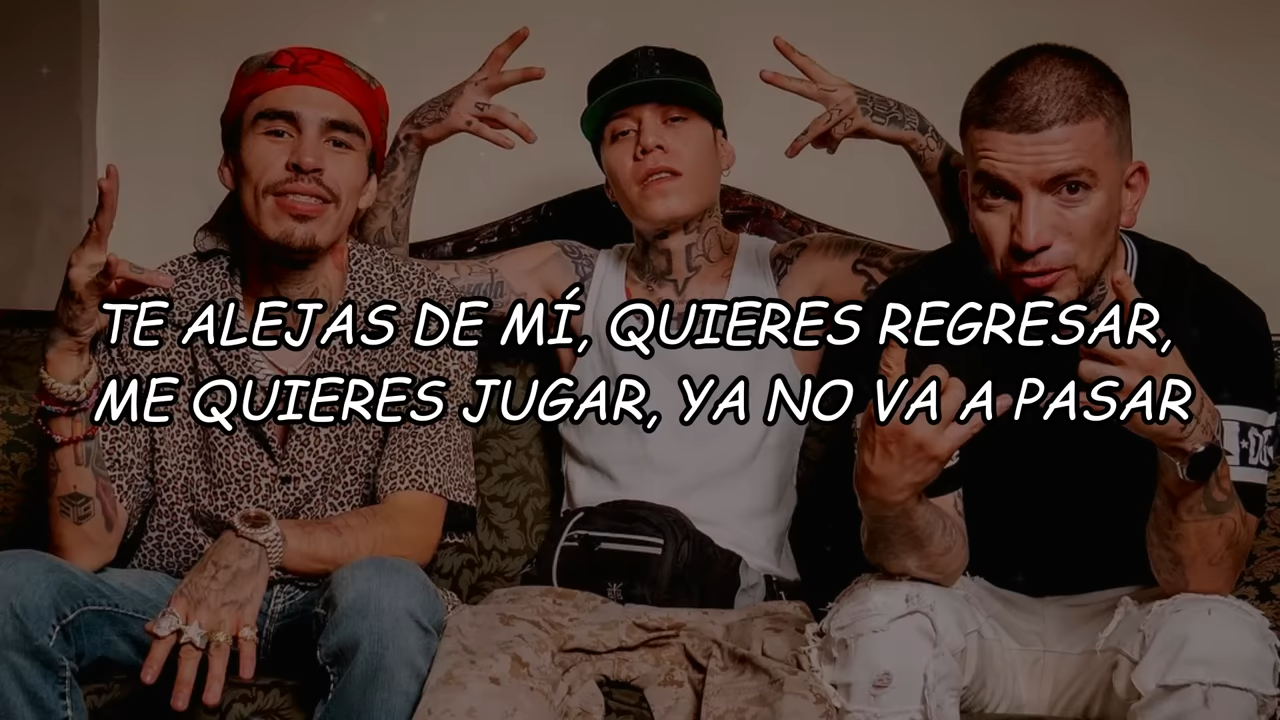 TE ALEJAS DE MÍ, QUIERES REGRESAR,
ME QUIERES JUGAR, YA NO VA A PASAR